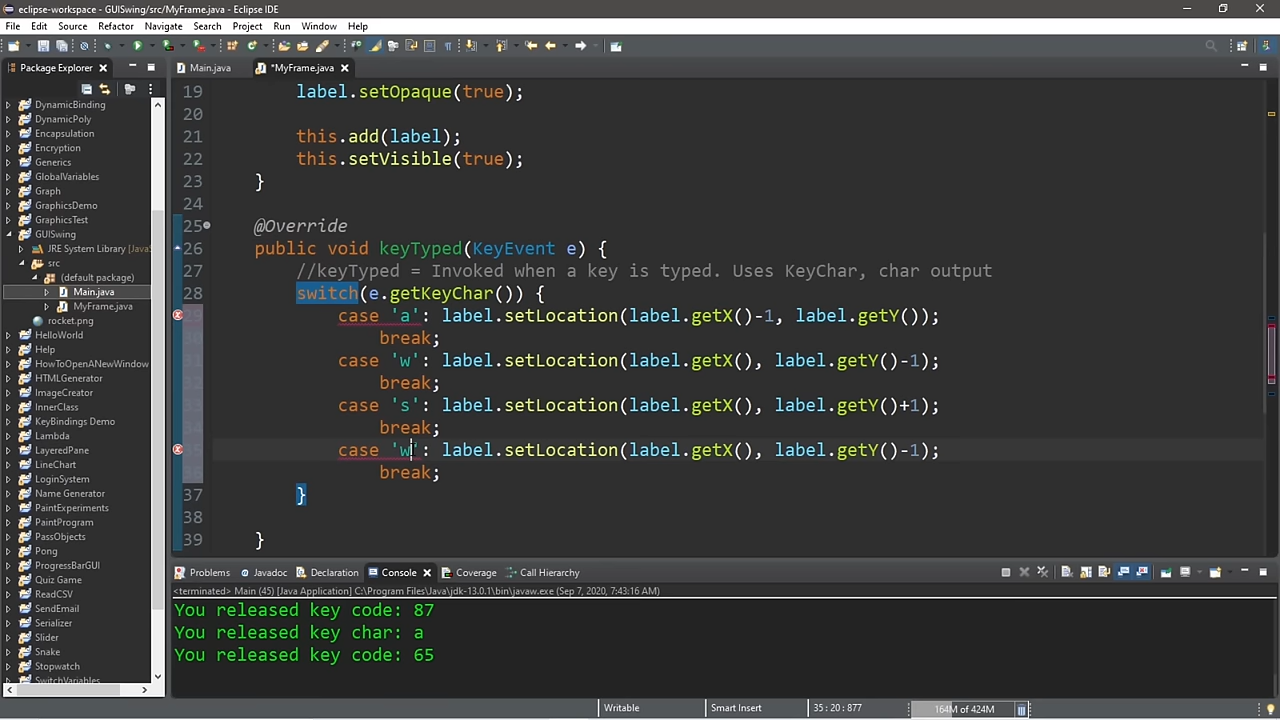 eclipse-workspace - GUISwing/src/MyFrame.java - Eclipse IDE
File Edit Source Refactor Navigate Search Project Run Window Help
Package Explorer
Main.java *MyFrame.java
DynamicBinding
DynamicPoly
Encapsulation
Encryption
Generics
GlobalVariables
Graph
GraphicsDemo
GraphicsTest
GUISwing
JRE System Library [JavaS
src
(default package)
Main.java
MyFrame.java
rocket.png
HelloWorld
Help
HowToOpenANewWindow
HTMLGenerator
ImageCreator
InnerClass
KeyBindings Demo
Lambda
LayeredPane
LineChart
LoginSystem
Name Generator
PaintExperiments
PaintProgram
PassObjects
Pong
ProgressBarGUI
Quiz Game
ReadCSV
SendEmail
Serializer
Slider
Snake
Stopwatch
SwitchVariables
19 label.setOpaque(true);
20
21 this.add(label);
22 this.setVisible(true);
23 }
24
25 @Override
26 public void keyTyped(KeyEvent e) {
27 //keyTyped = Invoked when a key is typed. Uses KeyChar, char output
28 switch(e.getKeyChar()) {
29 case 'a': label.setLocation(label.getX()-1, label.getY());
30 break;
31 case 'w': label.setLocation(label.getX(), label.getY()-1);
32 break;
33 case 's': label.setLocation(label.getX(), label.getY()+1);
34 break;
35 case 'w': label.setLocation(label.getX(), label.getY()-1);
36 break;
37 }
38
39 }
Problems Javadoc Declaration Console Coverage Call Hierarchy
<terminated> Main (45) [Java Application] C:\Program Files\Java\jdk-13.0.1\bin\javaw.exe (Sep 7, 2020, 7:43:16 AM)
You released key code: 87
You released key char: a
You released key code: 65
Writable Smart Insert 35 : 20 : 877 164M of 424M